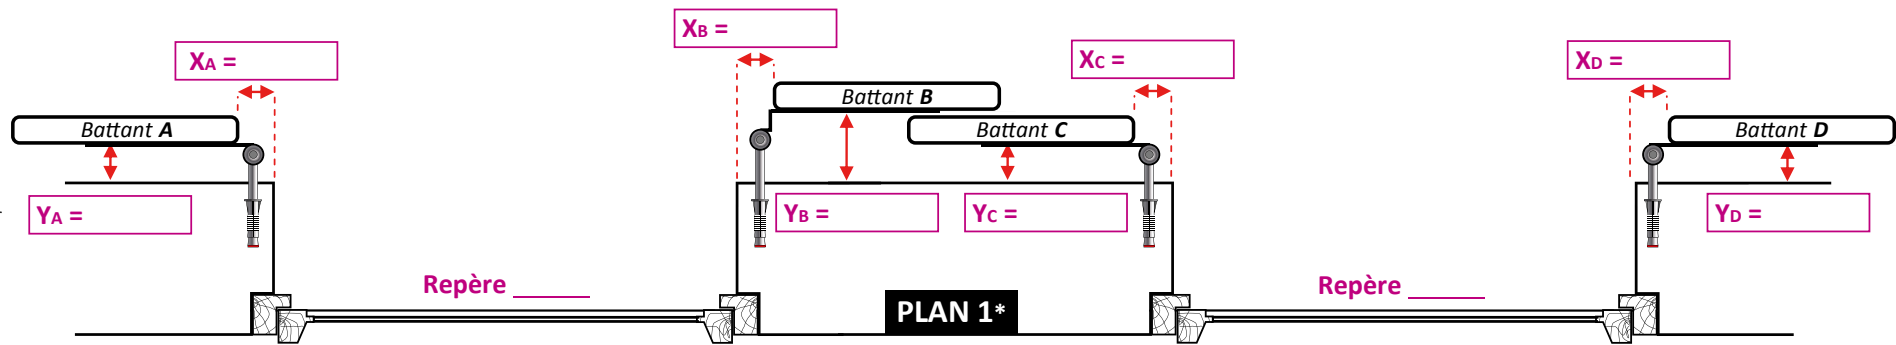 XA =
XB =
XC =
XD =
Battant A
Battant B
Battant C
Battant D
YA =
YB =
YC =
YD =
Repère ______
Repère ______
PLAN 1*